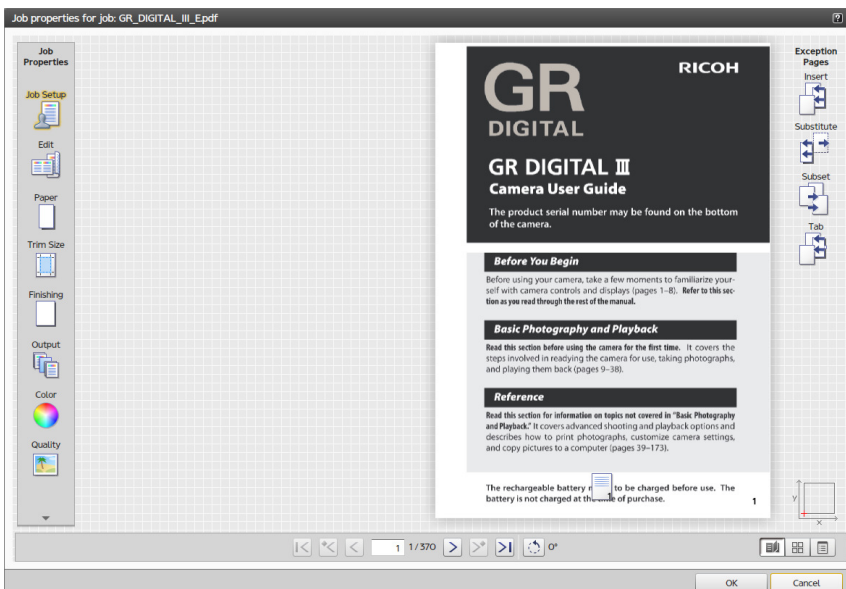 Job properties for job: GR_DIGITAL_III_E.pdf
?
Job
Properties
Job Setup
Edit
Paper
Trim Size
Finishing
Output
Color
Quality
GR
DIGITAL
RICOH
GR DIGITAL III
Camera User Guide
The product serial number may be found on the bottom
of the camera.
Before You Begin
Before using your camera, take a few moments to familiarize your-
self with camera controls and displays (pages 1–8). Refer to this sec-
tion as you read through the rest of the manual.
Basic Photography and Playback
Read this section before using the camera for the first time. It covers the
steps involved in readying the camera for use, taking photographs,
and playing them back (pages 9–38).
Reference
Read this section for information on topics not covered in "Basic Photography
and Playback." It covers advanced shooting and playback options and
describes how to print photographs, customize camera settings,
and copy pictures to a computer (pages 39–173).
The rechargeable battery to be charged before use. The
battery is not charged at the of purchase.
1
1
Exception
Pages
Insert
Substitute
Subset
Tab
y
x
1 1/370
0°
OK
Cancel